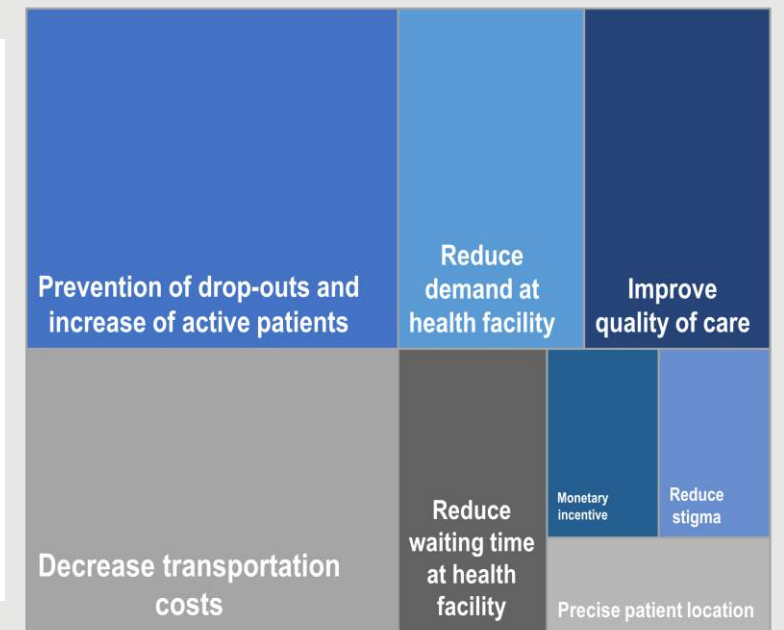 Prevention of drop-outs and
increase of active patients
Reduce
demand at
health facility
Improve
quality of care
Decrease transportation
costs
Reduce
waiting time
at health
facility
Monetary
incentive
Reduce
stigma
Precise patient location